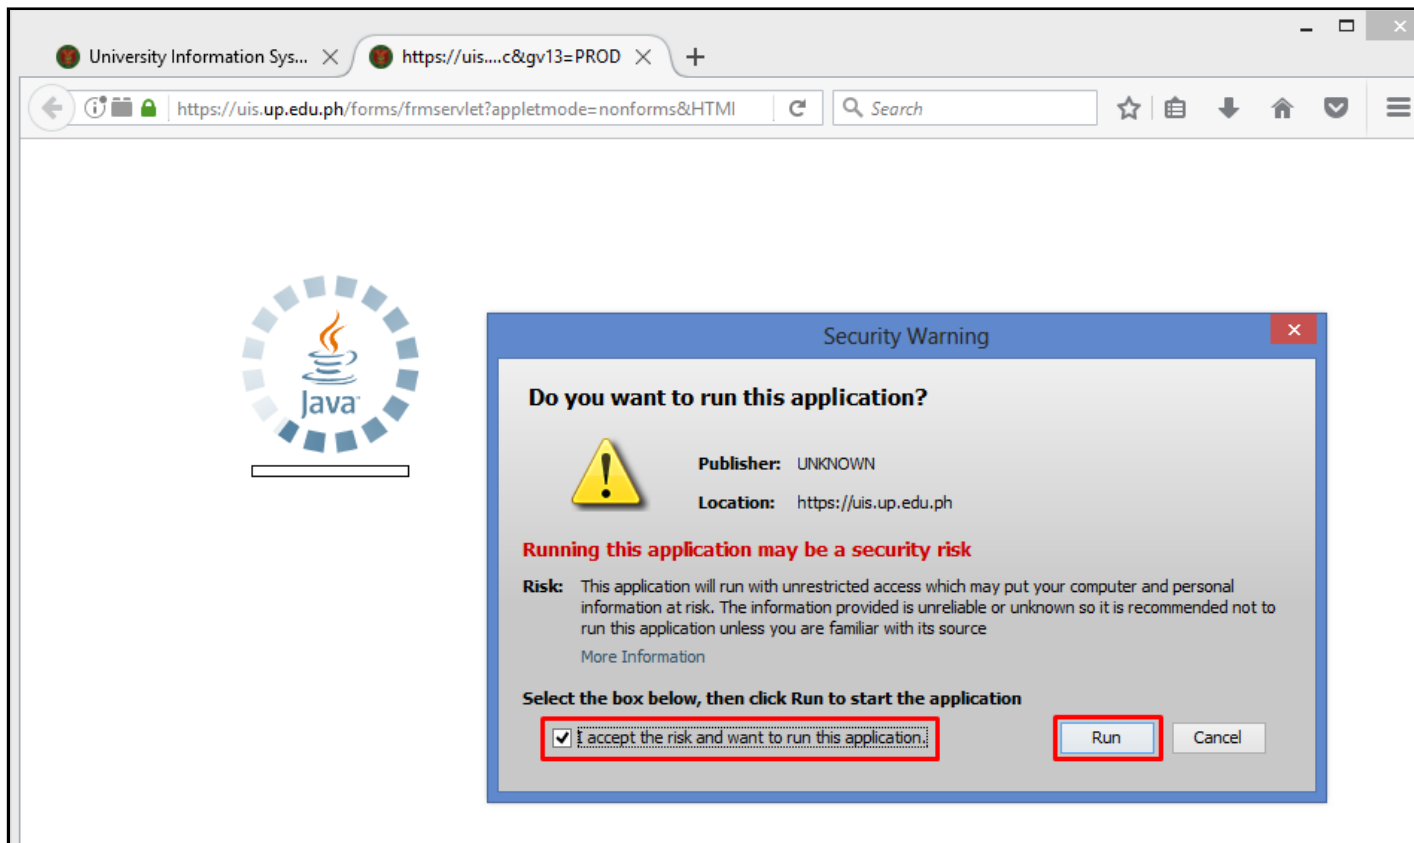 University Information Sys...
https://uis....c&gv13=PROD
https://uis.up.edu.ph/forms/frmservlet?appletmode=nonforms&HTMl
Search
Java
Security Warning
Do you want to run this application?
Publisher: UNKNOWN
Location: https://uis.up.edu.ph
Running this application may be a security risk
Risk: This application will run with unrestricted access which may put your computer and personal
information at risk. The information provided is unreliable or unknown so it is recommended not to
run this application unless you are familiar with its source
More Information
Select the box below, then click Run to start the application
I accept the risk and want to run this application.
Run
Cancel